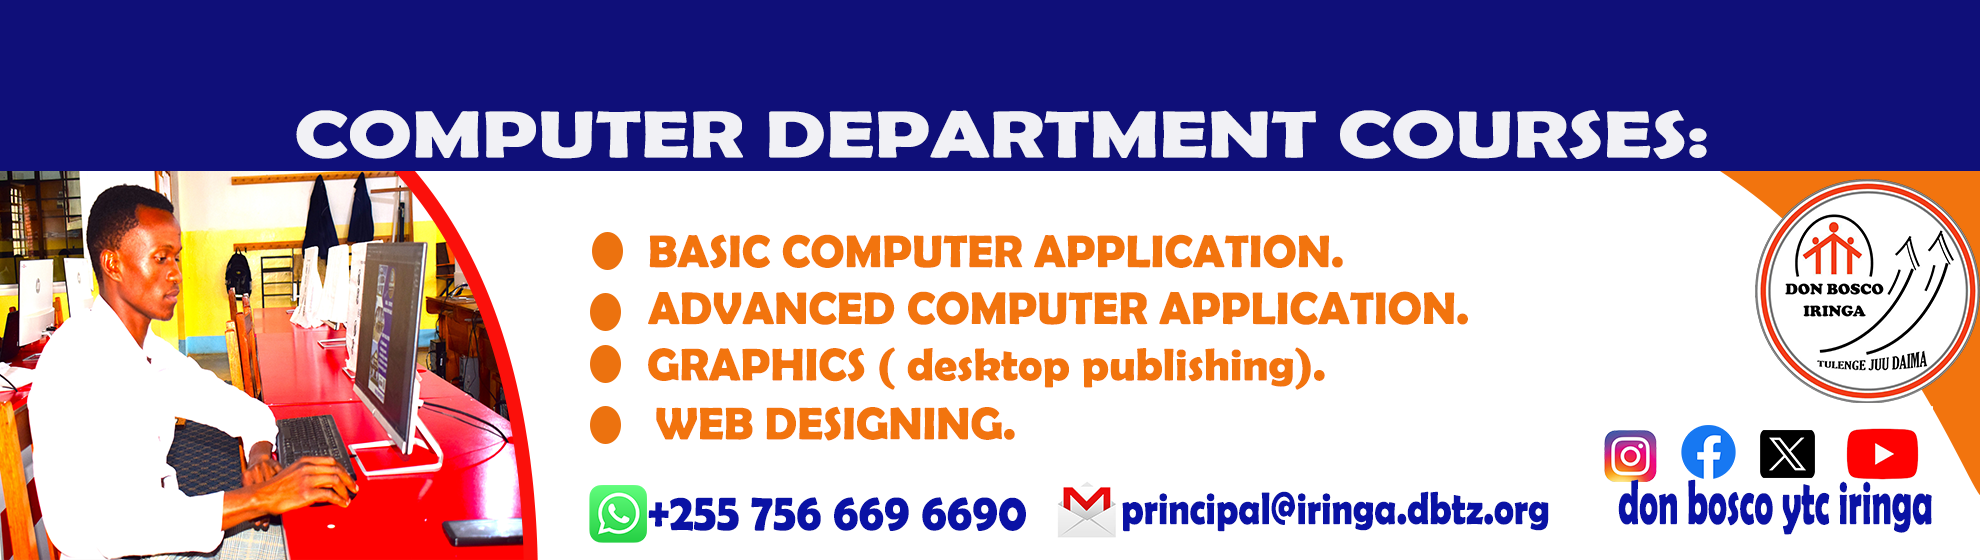 COMPUTER DEPARTMENT COURSES:
BASIC COMPUTER APPLICATION.
ADVANCED COMPUTER APPLICATION.
GRAPHICS ( desktop publishing).
WEB DESIGNING.
+255 756 669 6690
principal@iringa.dbtz.org
DON BOSCO
IRINGA
TULENGE JUU DAIMA
don bosco ytc iringa